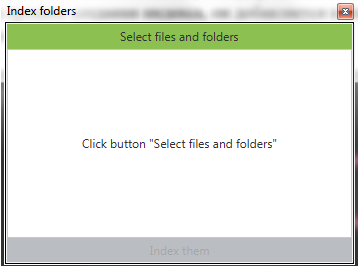 Index folders
Select files and folders
Click button "Select files and folders"
Index them